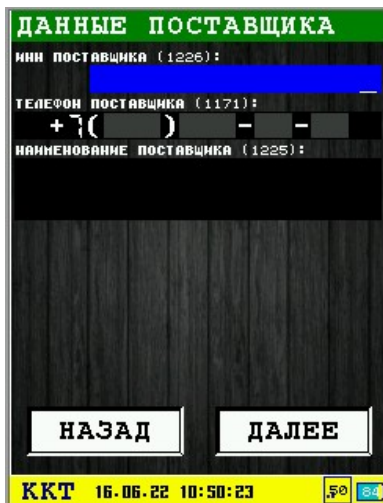 ДАННЫЕ ПОСТАВЩИКА
ИНН ПОСТАВЩИКА (1226):
ТЕЛЕФОН ПОСТАВЩИКА (1171):
+7( ) - -
НАИМЕНОВАНИЕ ПОСТАВЩИКА (1225):
НАЗАД ДАЛЕЕ
ККТ 16.06.22 10:50:23 50 84